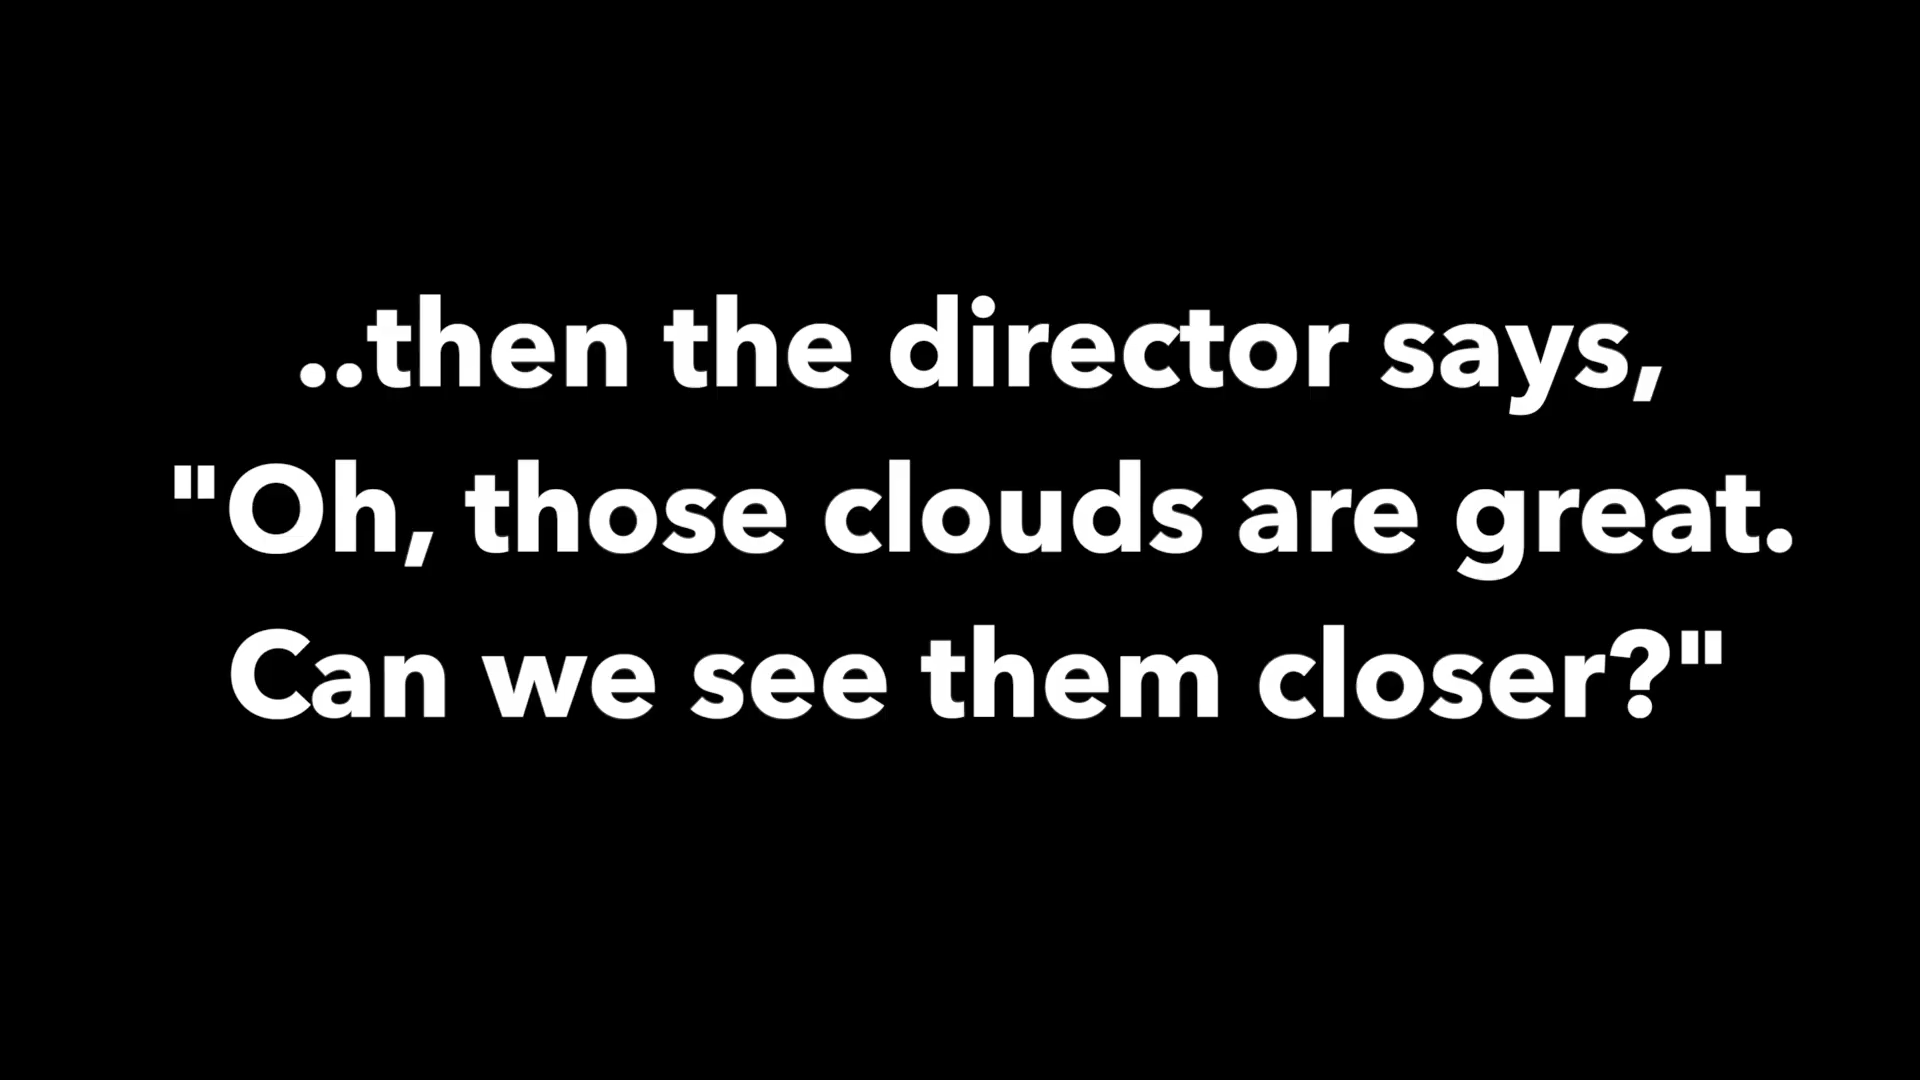 ..then the director says,
"Oh, those clouds are great.
Can we see them closer?"